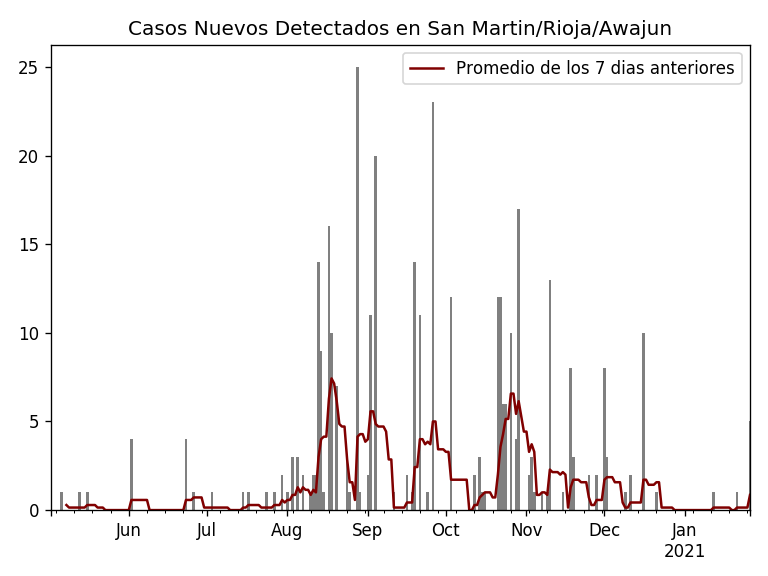 Casos Nuevos Detectados en San Martin/Rioja/Awajun
Promedio de los 7 dias anteriores
25
20
15
10
5
0
Jun Jul Aug Sep Oct Nov Dec Jan
2021